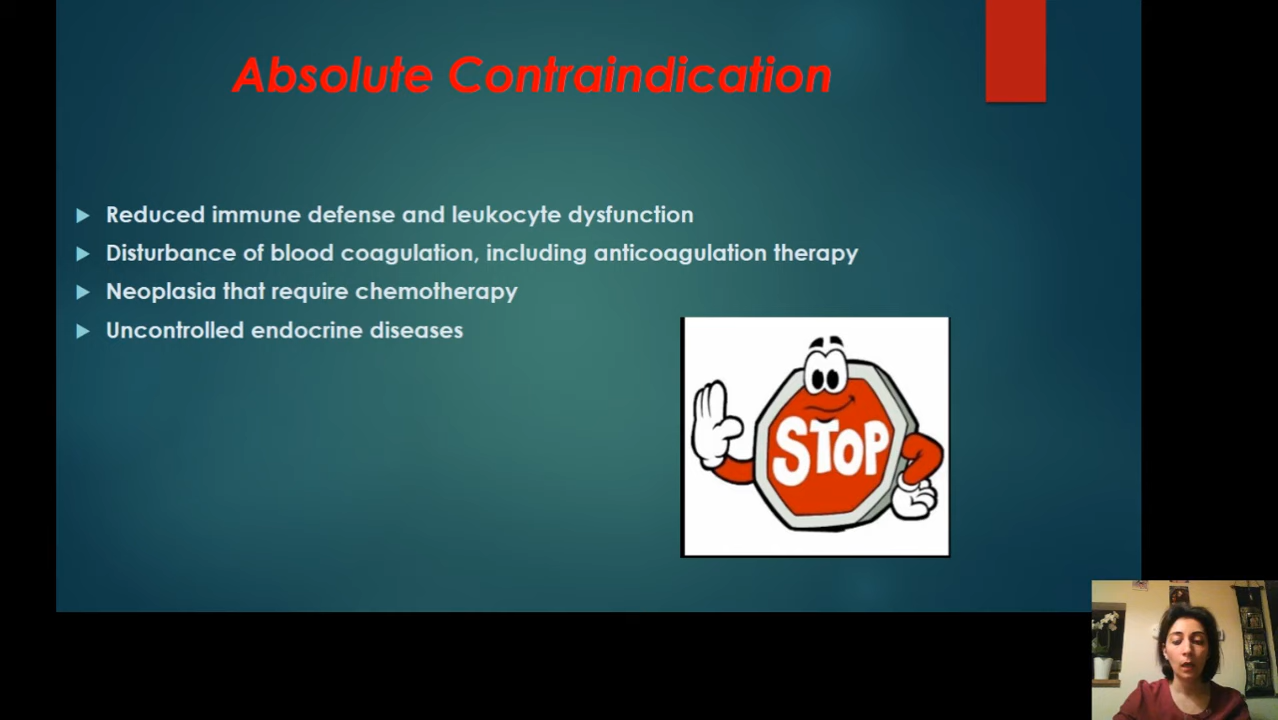 Absolute Contraindication
Reduced immune defense and leukocyte dysfunction
Disturbance of blood coagulation, including anticoagulation therapy
Neoplasia that require chemotherapy
Uncontrolled endocrine diseases
STOP